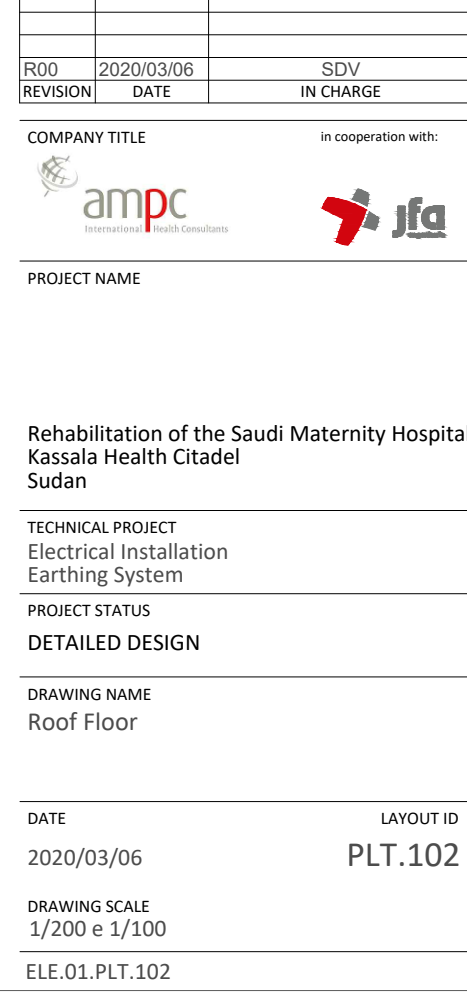 R00 2020/03/06 SDV
REVISION DATE IN CHARGE
COMPANY TITLE in cooperation with:
ampc jfa
International Health Consultants
PROJECT NAME
Rehabilitation of the Saudi Maternity Hospital
Kassala Health Citadel
Sudan
TECHNICAL PROJECT
Electrical Installation
Earthing System
PROJECT STATUS
DETAILED DESIGN
DRAWING NAME
Roof Floor
DATE LAYOUT ID
2020/03/06 PLT.102
DRAWING SCALE
1/200 e 1/100
ELE.01.PLT.102